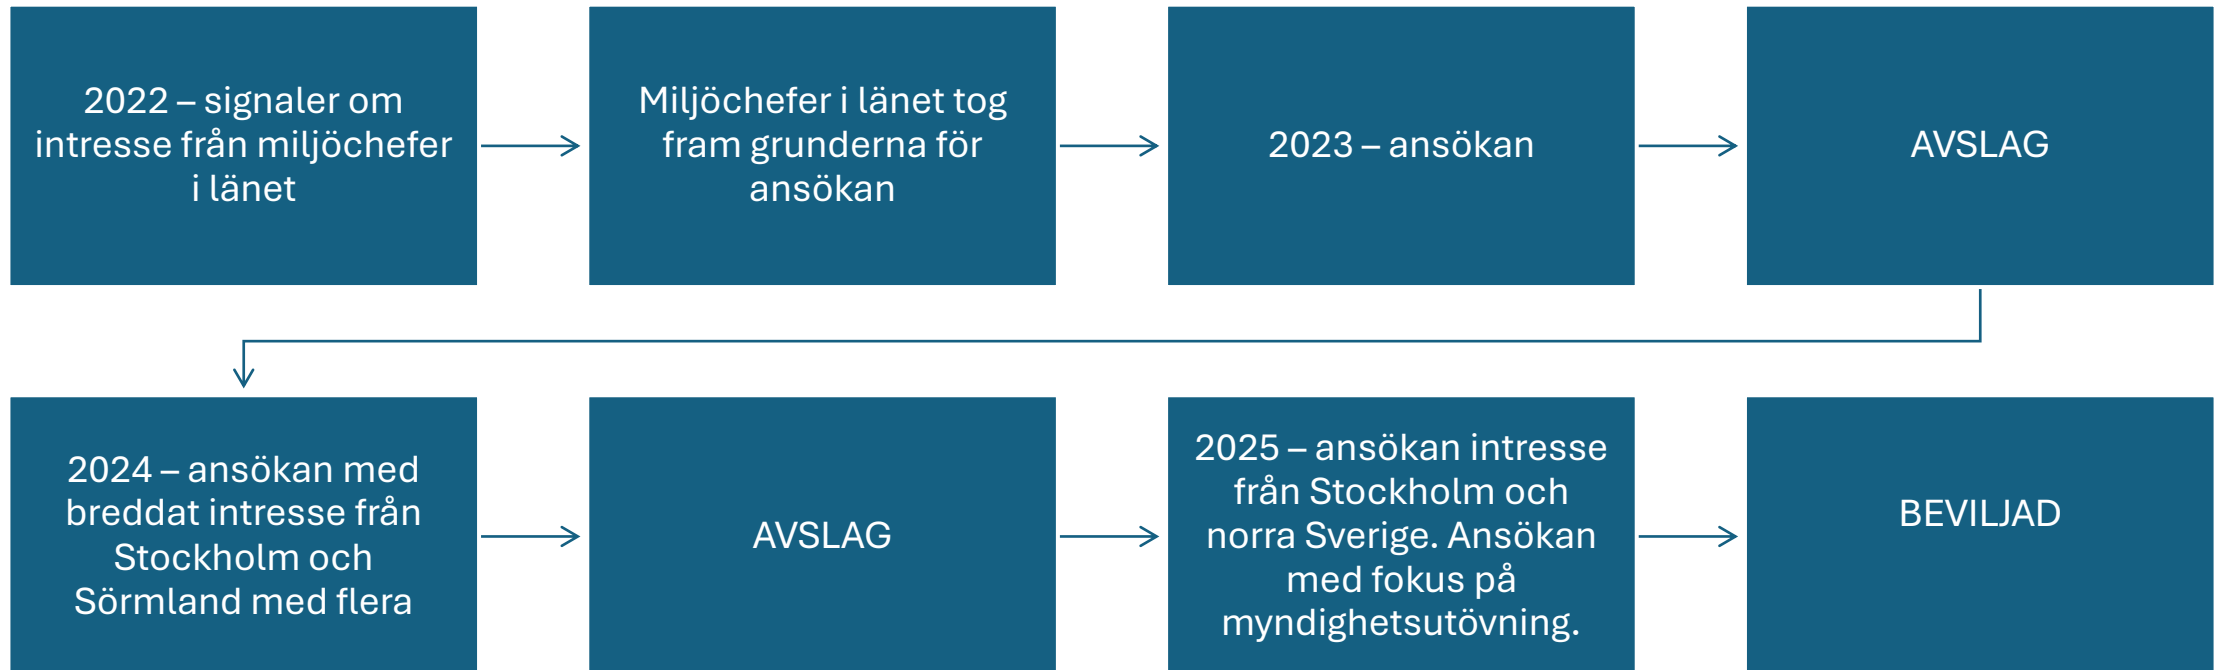 2022 – signaler om
intresse från miljöchefer
i länet
Miljöchefer i länet tog
fram grunderna för
ansökan
2023 – ansökan
AVSLAG
2024 – ansökan med
breddat intresse från
Stockholm och
Sörmland med flera
AVSLAG
2025 – ansökan intresse
från Stockholm och
norra Sverige. Ansökan
med fokus på
myndighetsutövning.
BEVILJAD